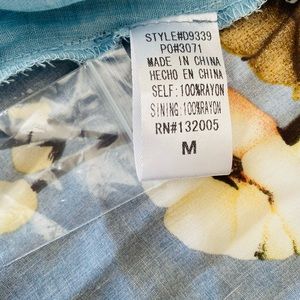 STYLE#D9339
PO#3071
MADE IN CHINA
HECHO EN CHINA
SELF:100%RAYON
SINING:100%RAYON
RN#132005
M